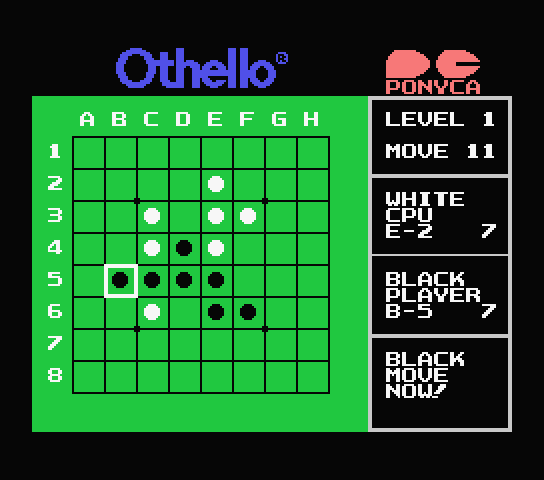 Othello®
PONYCA
A B C D E F G H
1
2
3
4
5
6
7
8
LEVEL 1
MOVE 11
WHITE
CPU
E-2 7
BLACK
PLAYER
B-5 7
BLACK
MOVE
NOW!